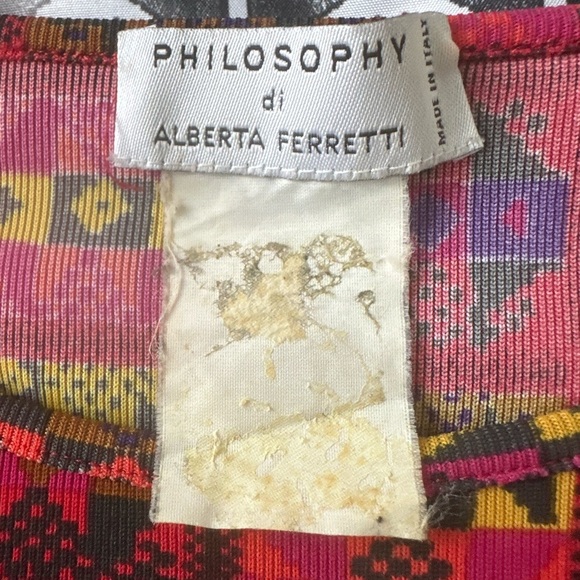 PHILOSOPHY
di
ALBERTA FERRETTI
MADE IN ITALY